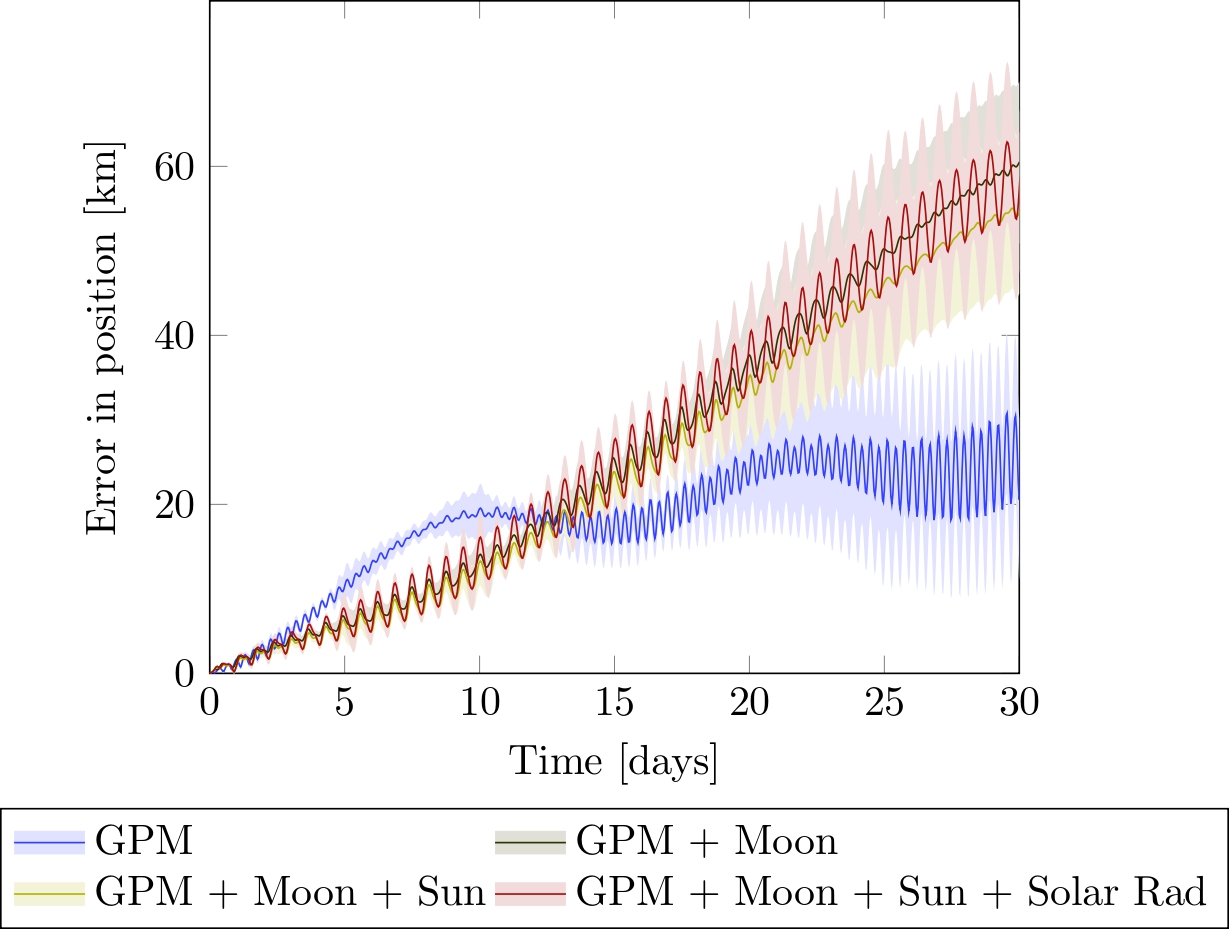 Error in position [km]
60
40
20
0
0 5 10 15 20 25 30
Time [days]
GPM GPM + Moon
GPM + Moon + Sun GPM + Moon + Sun + Solar Rad